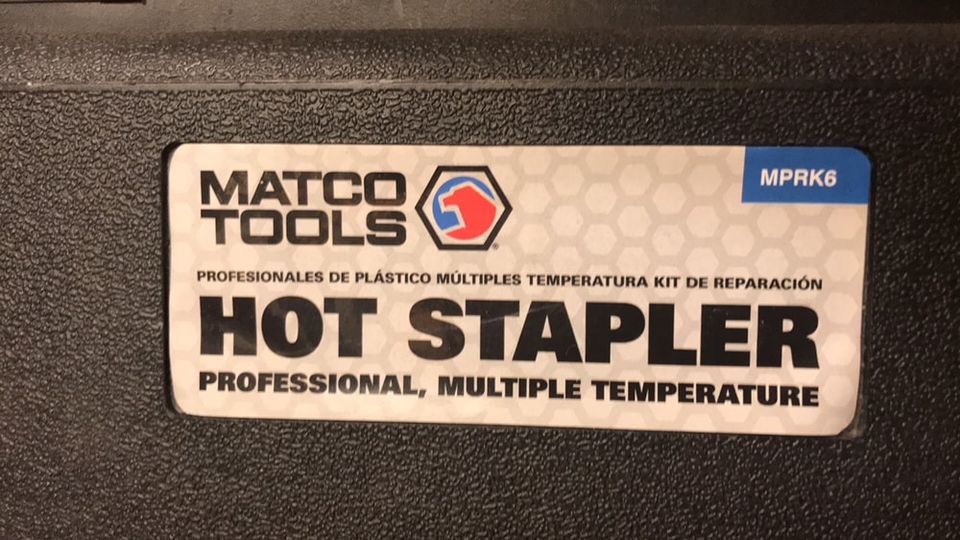 MATCO
TOOLS
MPRK6
PROFESIONALES DE PLÁSTICO MÚLTIPLES TEMPERATURA KIT DE REPARACIÓN
HOT STAPLER
PROFESSIONAL, MULTIPLE TEMPERATURE